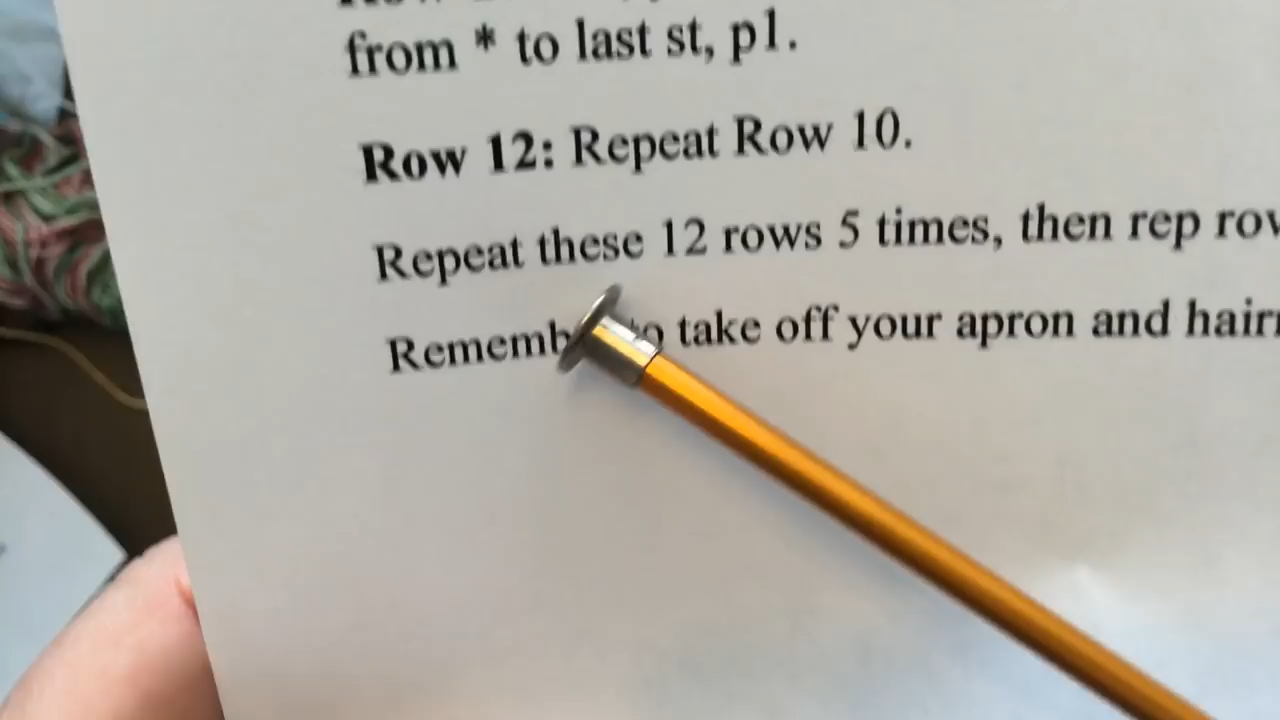 from * to last st, p1.
Row 12: Repeat Row 10.
Repeat these 12 rows 5 times, then rep
take off your apron and